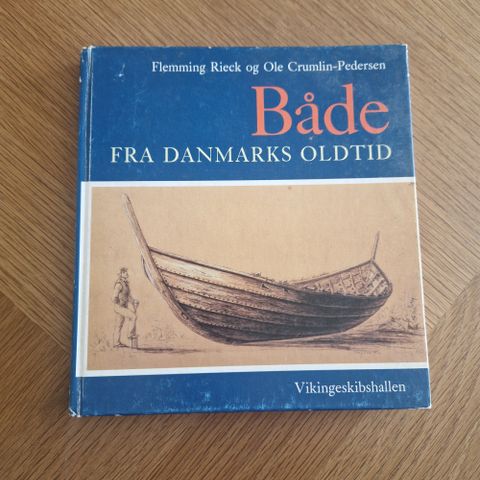 Flemming Rieck og Ole Crumlin-Pedersen
Både
FRA DANMARKS OLDTID
Vikingeskibshallen